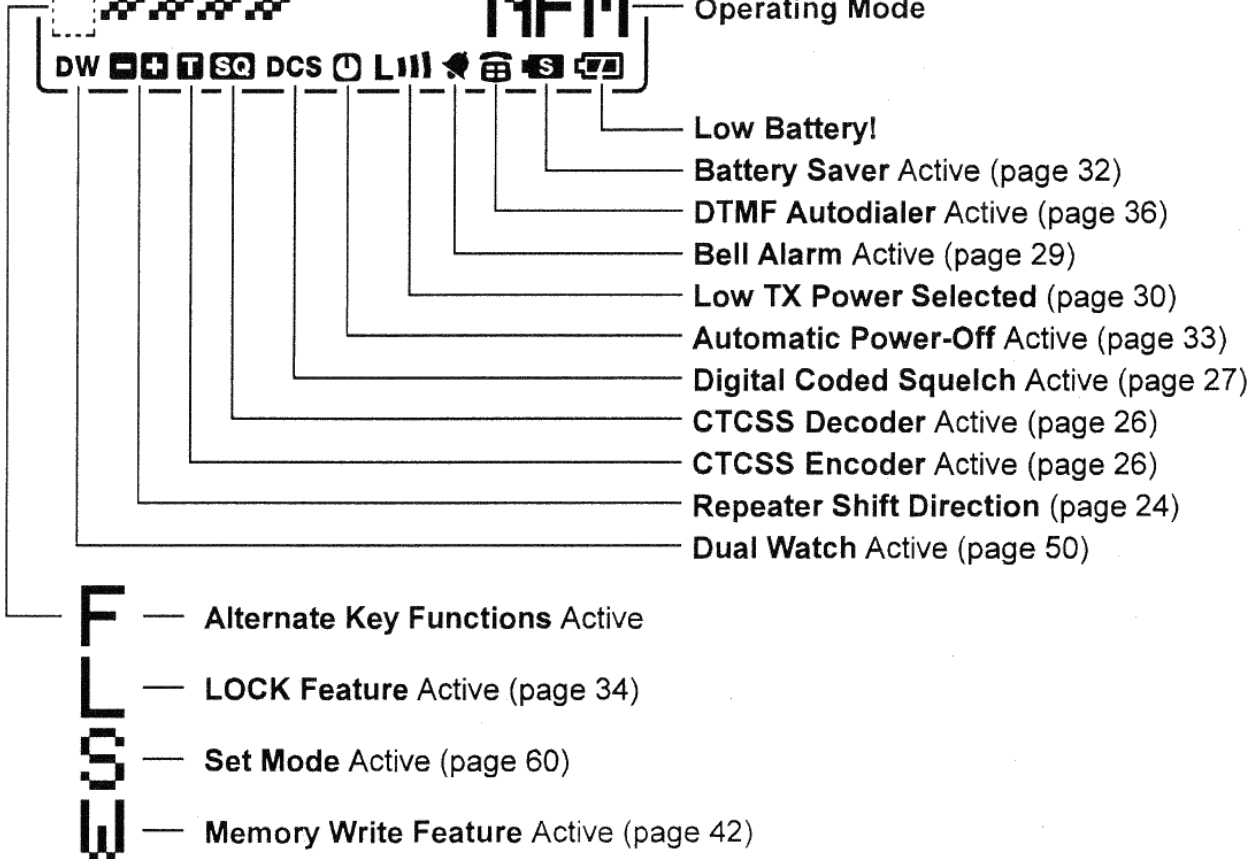 NFM Operating Mode
DW - + T SQ DCS L S
Low Battery!
Battery Saver Active (page 32)
DTMF Autodialer Active (page 36)
Bell Alarm Active (page 29)
Low TX Power Selected (page 30)
Automatic Power-Off Active (page 33)
Digital Coded Squelch Active (page 27)
CTCSS Decoder Active (page 26)
CTCSS Encoder Active (page 26)
Repeater Shift Direction (page 24)
Dual Watch Active (page 50)
F — Alternate Key Functions Active
L — LOCK Feature Active (page 34)
S — Set Mode Active (page 60)
W — Memory Write Feature Active (page 42)